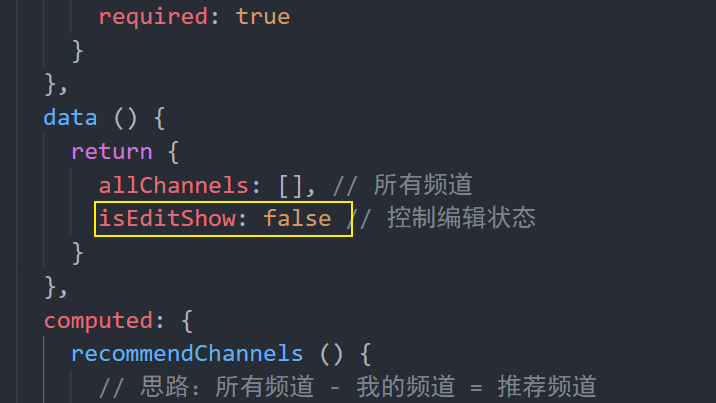 required: true
}
},
data () {
return {
allChannels: [], // 所有频道
isEditShow: false // 控制编辑状态
}
},
computed: {
recommendChannels () {
// 思路: 所有频道 - 我的频道 = 推荐频道